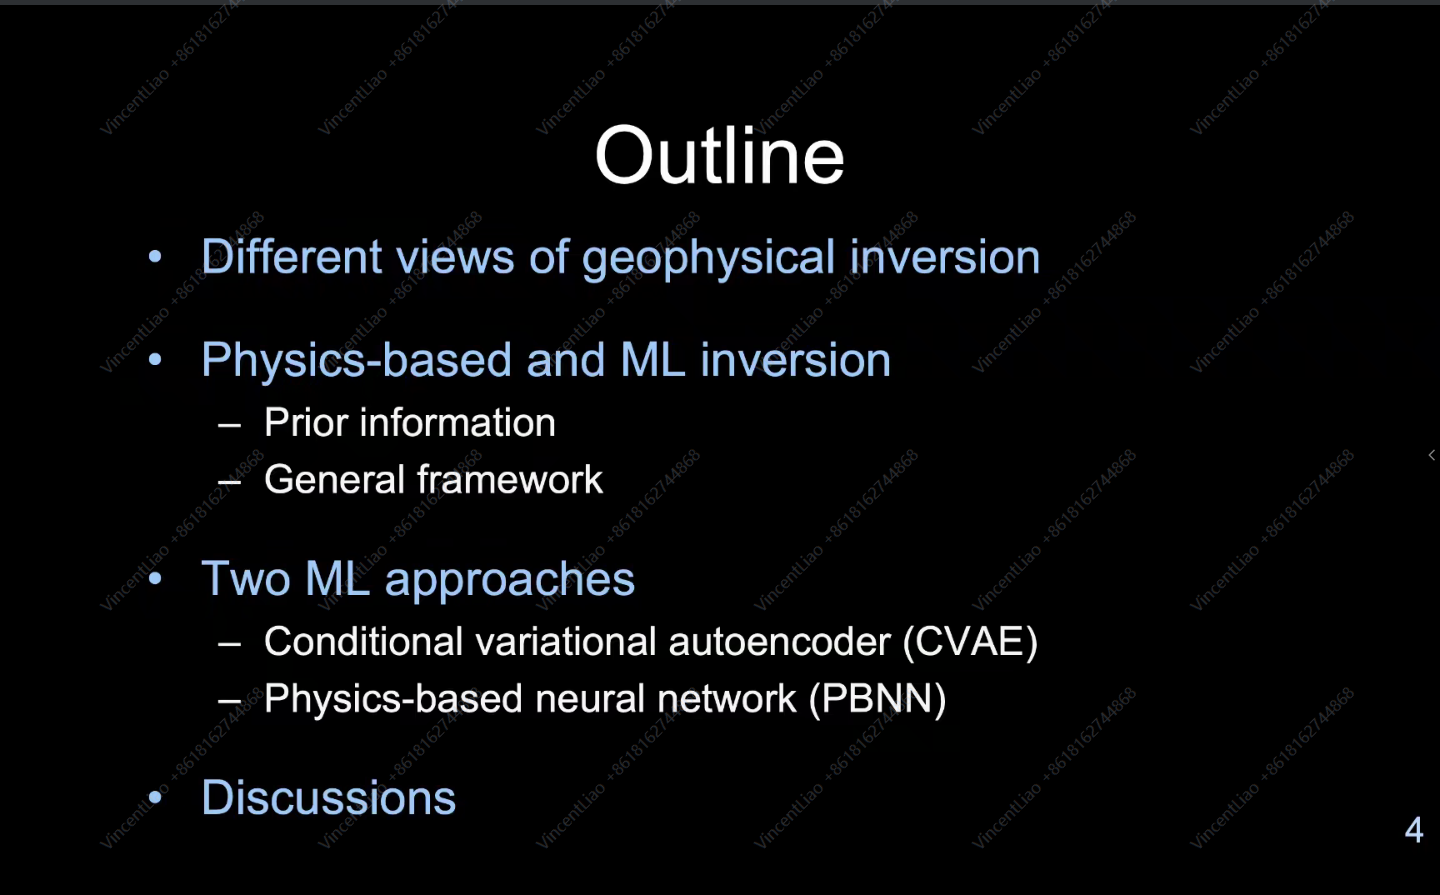 Outline
• Different views of geophysical inversion
• Physics-based and ML inversion
– Prior information
– General framework
• Two ML approaches
– Conditional variational autoencoder (CVAE)
– Physics-based neural network (PBNN)
• Discussions
4
VincentLiao +8618162744868